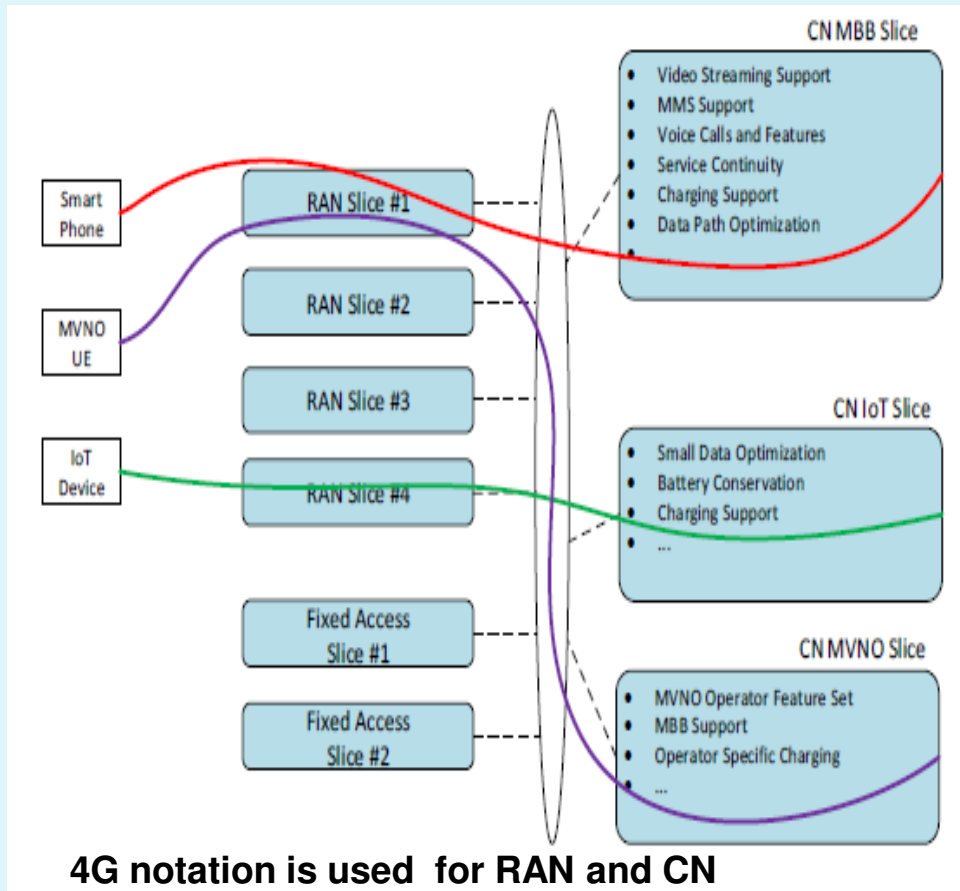 CN MBB Slice
• Video Streaming Support
• MMS Support
• Voice Calls and Features
• Service Continuity
• Charging Support
• Data Path Optimization
•
Smart
Phone
RAN Slice #1
MVNO
UE
RAN Slice #2
RAN Slice #3
IoT
Device
RAN Slice #4
CN IoT Slice
• Small Data Optimization
• Battery Conservation
• Charging Support
• ...
Fixed Access
Slice #1
Fixed Access
Slice #2
CN MVNO Slice
• MVNO Operator Feature Set
• MBB Support
• Operator Specific Charging
• ...
4G notation is used for RAN and CN